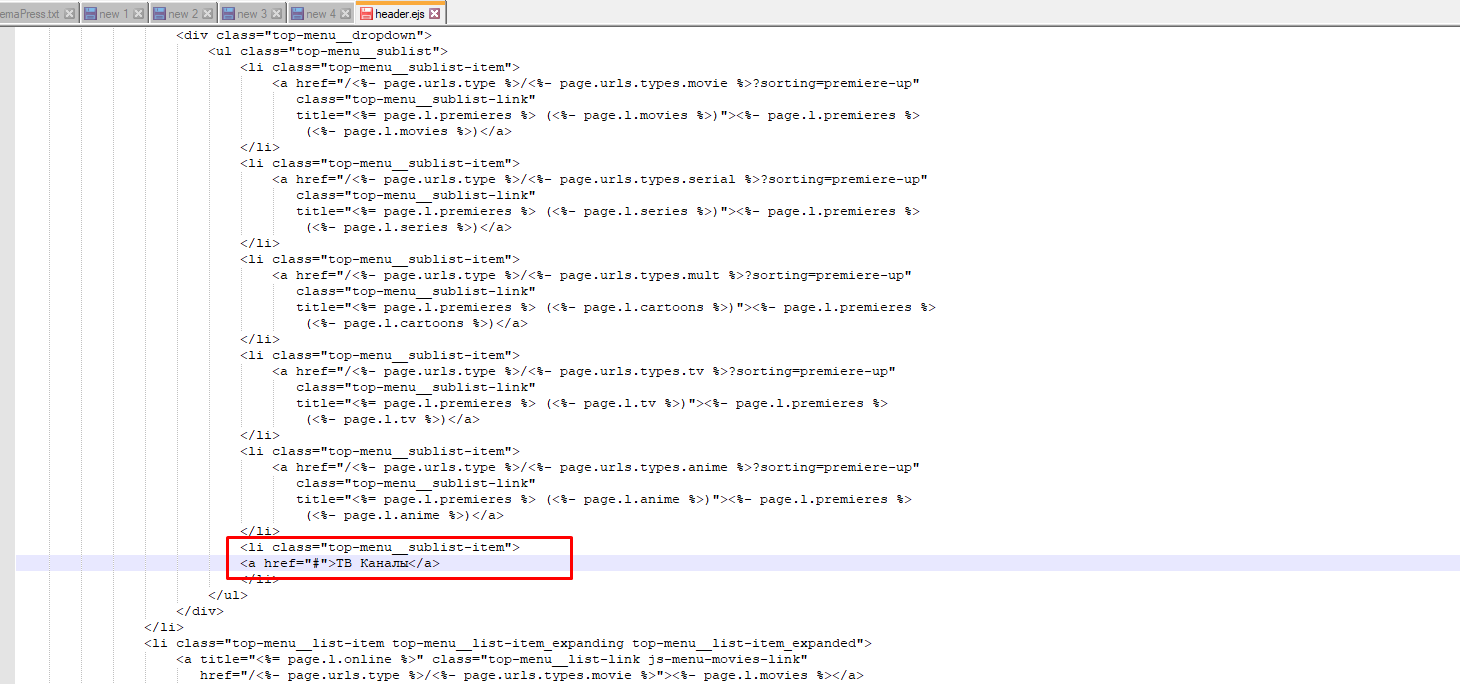 emaPress.txt new 1 new 2 new 3 new 4 header.ejs
<div class="top-menu__dropdown">
<ul class="top-menu__sublist">
<li class="top-menu__sublist-item">
<a href="/<%- page.urls.type %>/<%- page.urls.types.movie %>?sorting=premiere-up"
class="top-menu__sublist-link"
title="<%= page.l.premieres %> (<%- page.l.movies %>)"><%- page.l.premieres %>
(<%- page.l.movies %>)</a>
</li>
<li class="top-menu__sublist-item">
<a href="/<%- page.urls.type %>/<%- page.urls.types.serial %>?sorting=premiere-up"
class="top-menu__sublist-link"
title="<%= page.l.premieres %> (<%- page.l.series %>)"><%- page.l.premieres %>
(<%- page.l.series %>)</a>
</li>
<li class="top-menu__sublist-item">
<a href="/<%- page.urls.type %>/<%- page.urls.types.mult %>?sorting=premiere-up"
class="top-menu__sublist-link"
title="<%= page.l.premieres %> (<%- page.l.cartoons %>)"><%- page.l.premieres %>
(<%- page.l.cartoons %>)</a>
</li>
<li class="top-menu__sublist-item">
<a href="/<%- page.urls.type %>/<%- page.urls.types.tv %>?sorting=premiere-up"
class="top-menu__sublist-link"
title="<%= page.l.premieres %> (<%- page.l.tv %>)"><%- page.l.premieres %>
(<%- page.l.tv %>)</a>
</li>
<li class="top-menu__sublist-item">
<a href="/<%- page.urls.type %>/<%- page.urls.types.anime %>?sorting=premiere-up"
class="top-menu__sublist-link"
title="<%= page.l.premieres %> (<%- page.l.anime %>)"><%- page.l.premieres %>
(<%- page.l.anime %>)</a>
</li>
<li class="top-menu__sublist-item">
<a href="#">ТВ Каналы</a>
</li>
</ul>
</div>
</li>
<li class="top-menu__list-item top-menu__list-item_expanding top-menu__list-item_expanded">
<a title="<%= page.l.online %>" class="top-menu__list-link js-menu-movies-link"
href="/<%- page.urls.type %>/<%- page.urls.types.movie %>"><%- page.l.movies %></a>